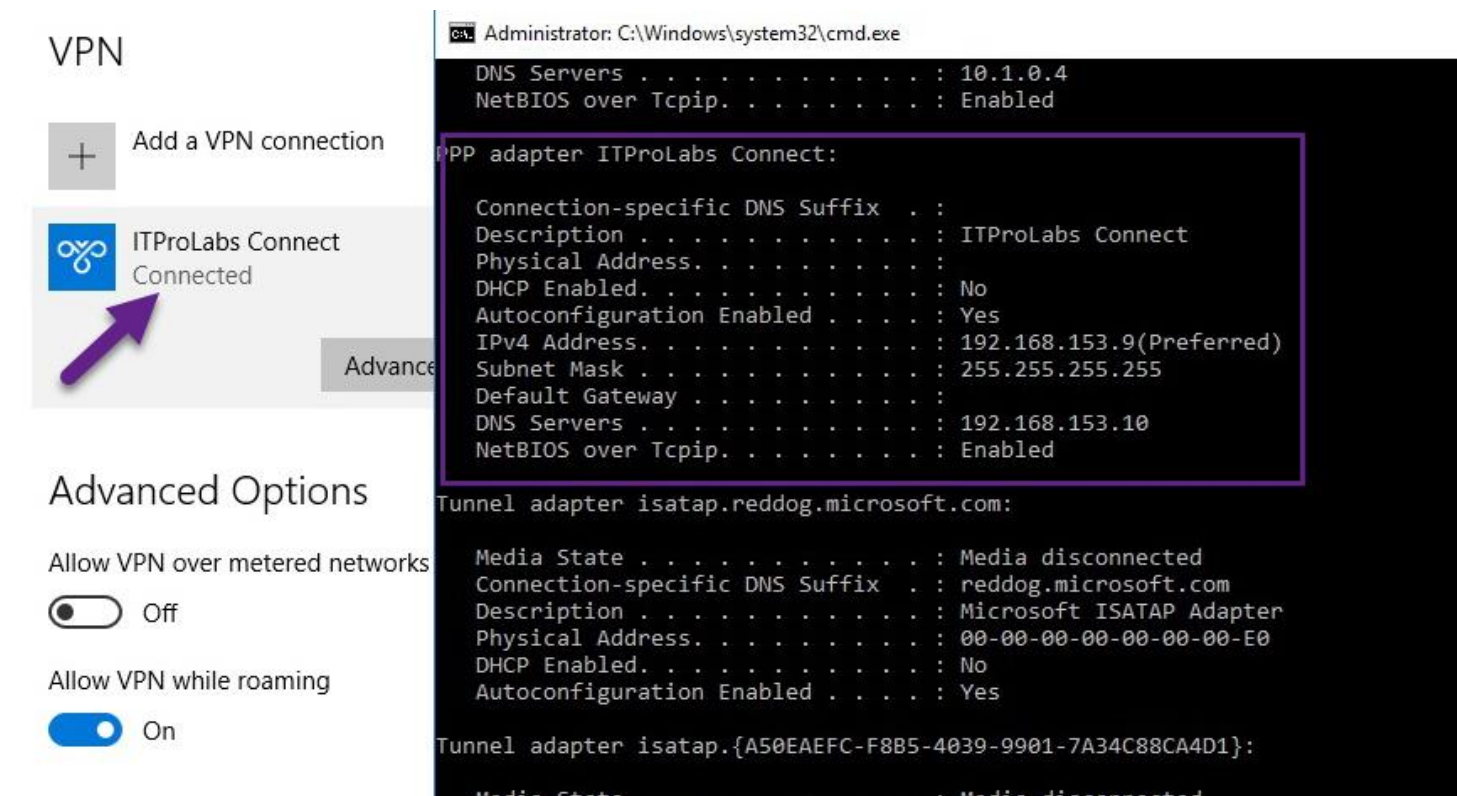 VPN
Add a VPN connection
ITProLabs Connect
Connected
Advance
Advanced Options
Allow VPN over metered networks
Off
Allow VPN while roaming
On
Administrator: C:\Windows\system32\cmd.exe
DNS Servers . . . . . . . . . . . : 10.1.0.4
NetBIOS over Tcpip. . . . . . . . : Enabled
PPP adapter ITProLabs Connect:
Connection-specific DNS Suffix  . :
Description . . . . . . . . . . . : ITProLabs Connect
Physical Address. . . . . . . . . :
DHCP Enabled. . . . . . . . . . . : No
Autoconfiguration Enabled . . . . : Yes
IPv4 Address. . . . . . . . . . . : 192.168.153.9(Preferred)
Subnet Mask . . . . . . . . . . . : 255.255.255.255
Default Gateway . . . . . . . . . :
DNS Servers . . . . . . . . . . . : 192.168.153.10
NetBIOS over Tcpip. . . . . . . . : Enabled
Tunnel adapter isatap.reddog.microsoft.com:
Media State . . . . . . . . . . . : Media disconnected
Connection-specific DNS Suffix  . : reddog.microsoft.com
Description . . . . . . . . . . . : Microsoft ISATAP Adapter
Physical Address. . . . . . . . . : 00-00-00-00-00-00-00-E0
DHCP Enabled. . . . . . . . . . . : No
Autoconfiguration Enabled . . . . : Yes
Tunnel adapter isatap.{A50EAEFC-F8B5-4039-9901-7A34C88CA4D1}:
Media State . . . . . . . . . . . : Media disconnected